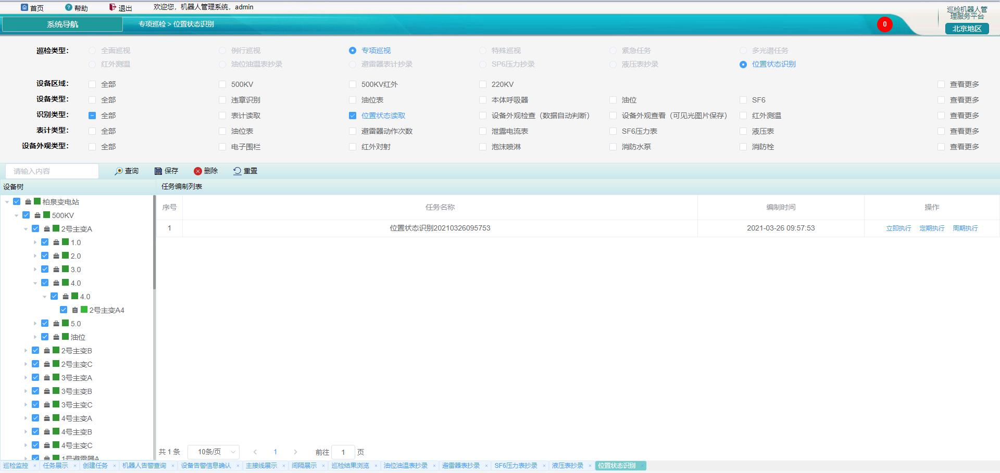 首页 帮助 退出 欢迎您，机器人管理系统，admin
巡检机器人管
理服务平台
系统导航 专项巡检 > 位置状态识别 0 北京地区
巡检类型： 全面巡视 例行巡视 专项巡视 特殊巡视 紧急任务 多光谱任务
红外测温 油位油温表抄录 避雷器表计抄录 SP6压力抄录 液压表抄录 位置状态识别
设备区域： 全部 500KV 500KV红外 220KV 查看更多
设备类型： 全部 违章识别 油位表 本体呼吸器 油位 SF6 查看更多
识别类型： 全部 表计读取 位置状态读取 设备外观检查（数据自动判断） 设备外观查看（可见光图片保存） 红外测温 查看更多
表计类型： 全部 油位表 避雷器动作次数 泄露电流表 SF6压力表 液压表 查看更多
设备外观类型： 全部 电子围栏 红外对射 泡沫喷淋 消防水泵 消防栓 查看更多
请输入内容 查询 保存 删除 重置
设备树
柏泉变电站
500KV
2号主变A
1.0
2.0
3.0
4.0
4.0
2号主变A4
5.0
油位
2号主变B
2号主变C
3号主变A
3号主变B
3号主变C
4号主变A
4号主变B
4号主变C
1号避雷器A
任务编制列表
序号 任务名称 编制时间 操作
1 位置状态识别20210326095753 2021-03-26 09:57:53 立即执行 定期执行 周期执行
共 1 条 10条/页 1 前往 1 页
巡检监控 × 任务展示 × 创建任务 × 机器人告警查询 × 设备告警信息确认 × 主接线展示 × 间隔展示 × 巡检结果浏览 × 油位油温表抄录 × 避雷器表抄录 × SF6压力表抄录 × 液压表抄录 × 位置状态识别 ×